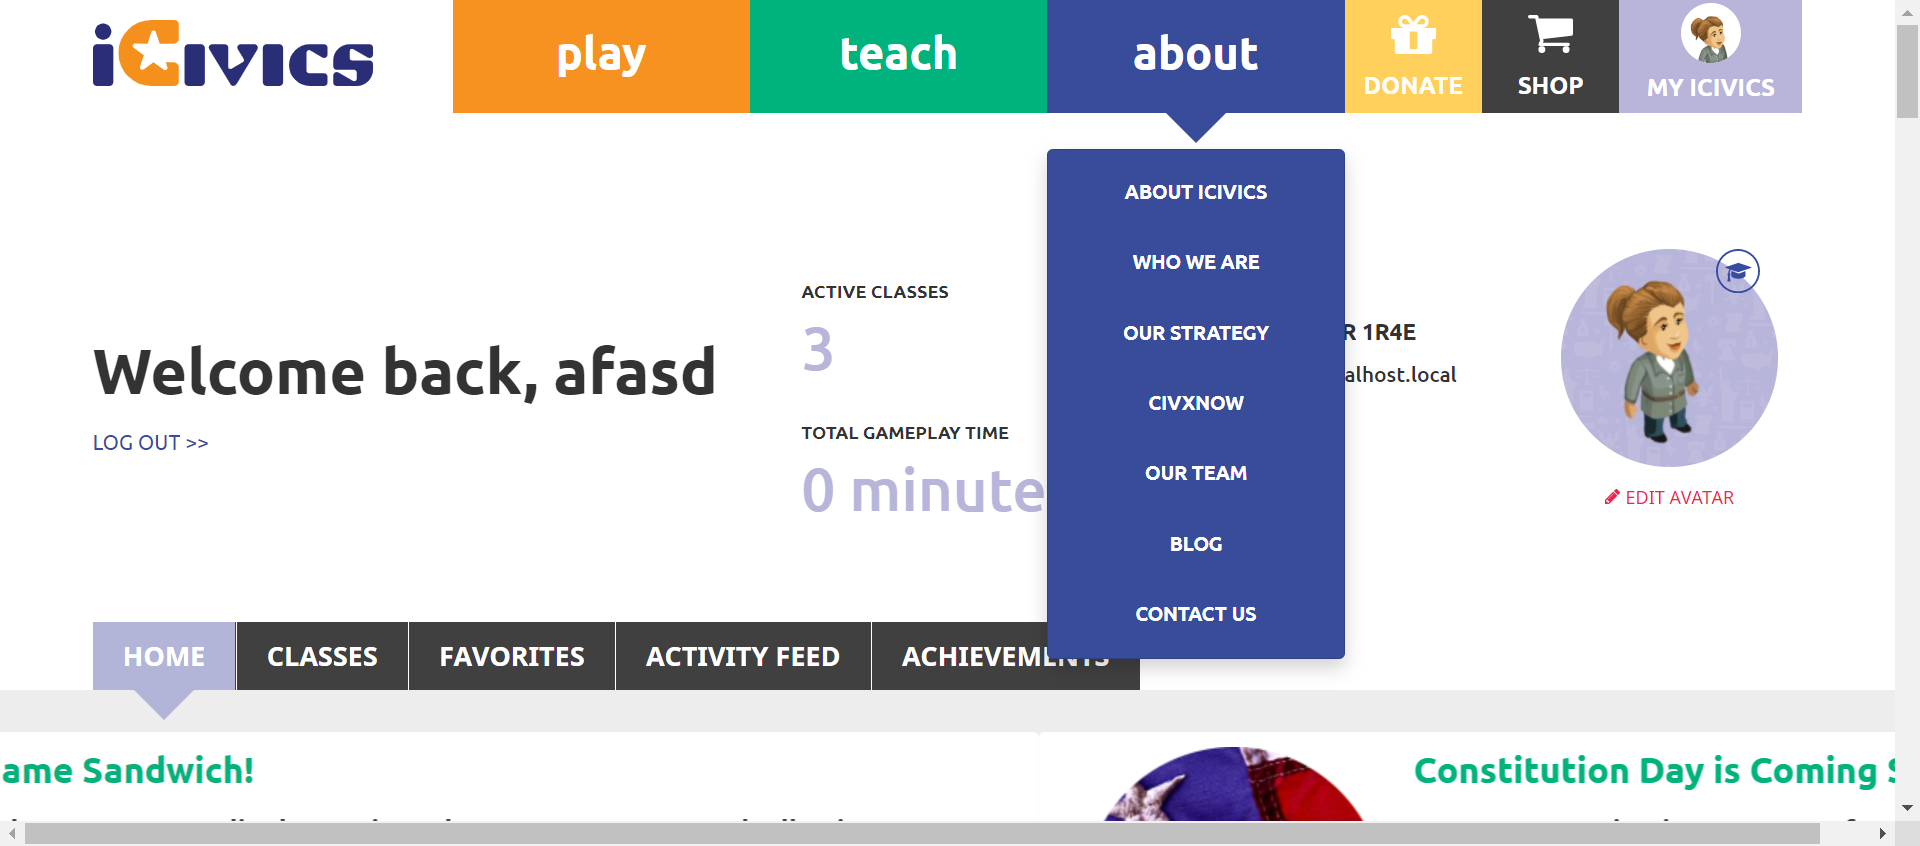 iCivics
play
teach
about
DONATE
SHOP
MY ICIVICS
ABOUT ICIVICS
WHO WE ARE
OUR STRATEGY
CIVXNOW
OUR TEAM
BLOG
CONTACT US
Welcome back, afasd
LOG OUT >>
ACTIVE CLASSES
3
TOTAL GAMEPLAY TIME
0 minute
R 1R4E
alhost.local
EDIT AVATAR
HOME
CLASSES
FAVORITES
ACTIVITY FEED
ACHIEVEMENTS
ame Sandwich!
Constitution Day is Coming S